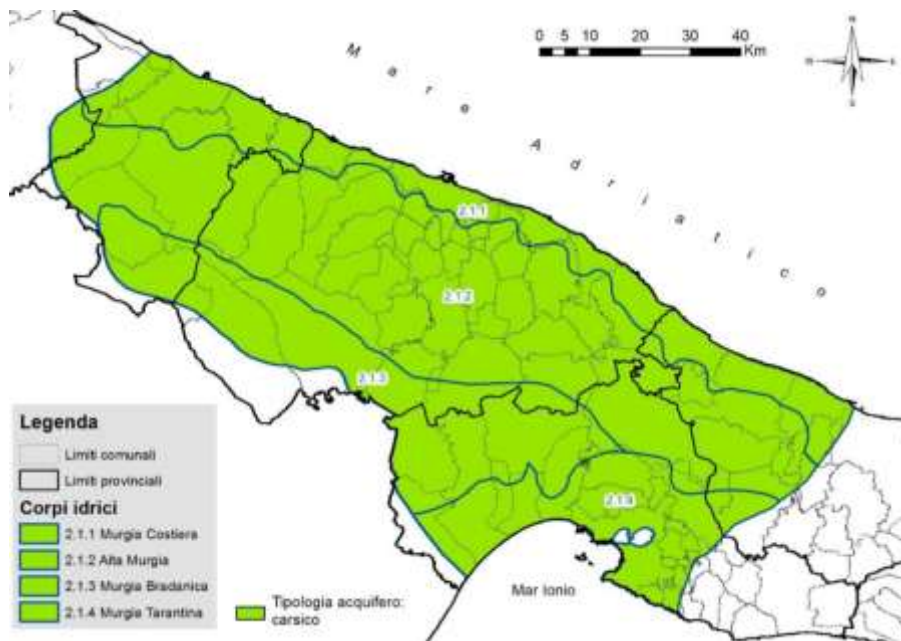 0 5 10 20 30 40
Km
N
S
Mare Adriatico
2.1.1
2.1.2
2.1.3
2.1.4
Mar Ionio
Legenda
Limiti comunali
Limiti provinciali
Corpi idrici
2.1.1 Murgia Costiera
2.1.2 Alta Murgia
2.1.3 Murgia Bradanica
2.1.4 Murgia Tarantina
Tipologia acquifero:
carsico